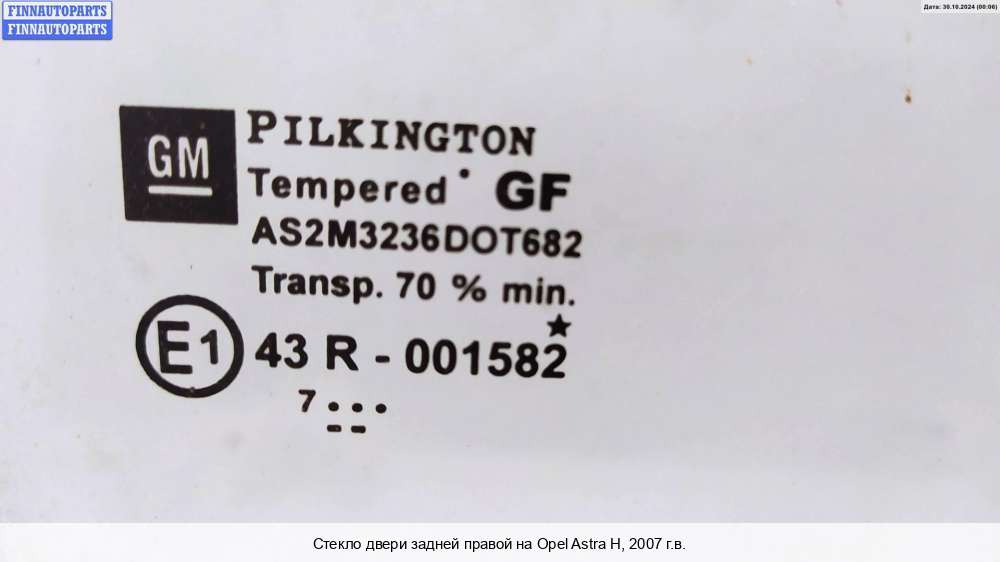 FINNAUTOPARTS
FINNAUTOPARTS
Дата: 30.10.2024 (00:06)
GM
PILKINGTON
Tempered GF
AS2M3236DOT682
Transp. 70 % min.
E1 43 R - 001582
7 . . .
Стекло двери задней правой на Opel Astra H, 2007 г.в.